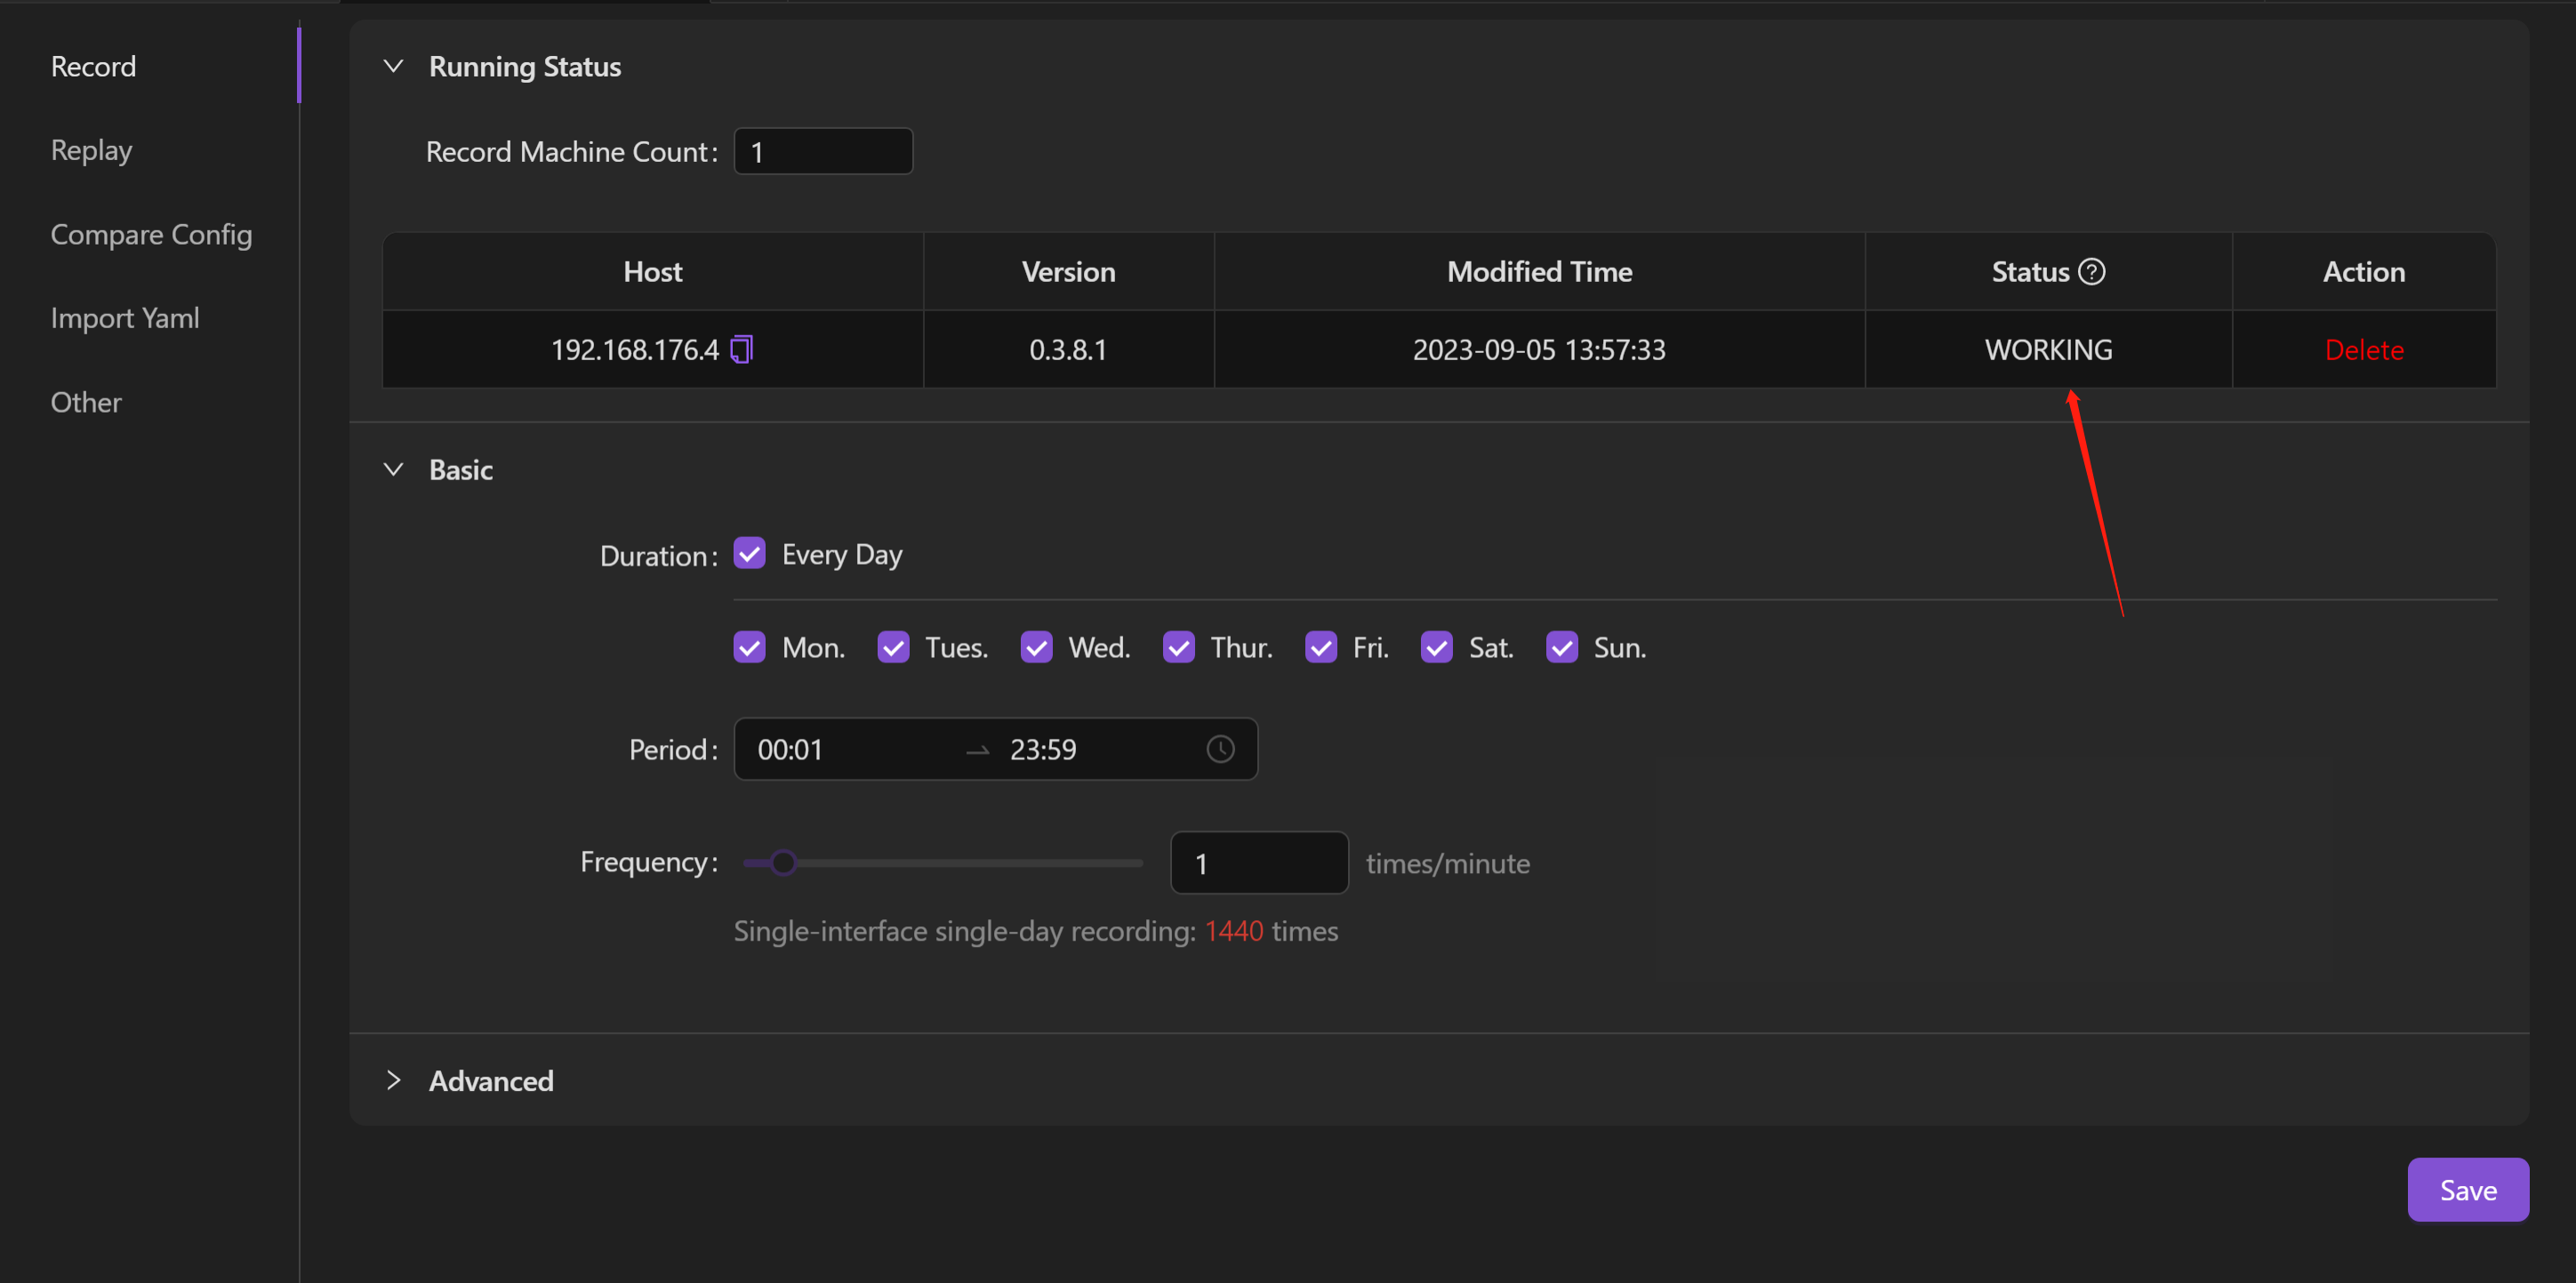 Record
Replay
Compare Config
Import Yaml
Other
Running Status
Record Machine Count: 1
Host Version Modified Time Status Action
192.168.176.4 0.3.8.1 2023-09-05 13:57:33 WORKING Delete
Basic
Duration: Every Day
Mon. Tues. Wed. Thur. Fri. Sat. Sun.
Period: 00:01 → 23:59
Frequency: 1 times/minute
Single-interface single-day recording: 1440 times
Advanced
Save